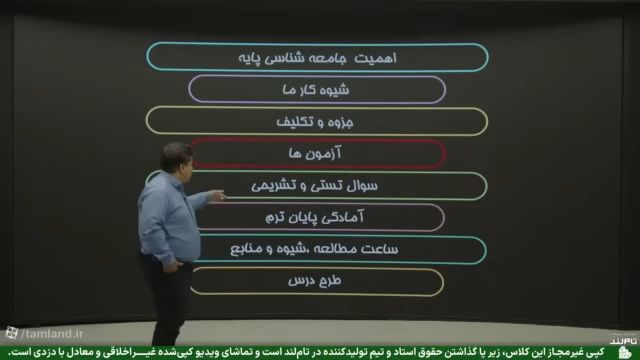 اهمیت جامعه شناسی پایه
شیوه کار ما
جزوه و تکلیف
آزمون ها
سوال تستی و تشریحی
آمادگی پایان ترم
ساعت مطالعه ،شیوه و منابع
طرح درس
tamland.ir
تاملند
کپی غیرمجاز این کلاس، زیر پا گذاشتن حقوق استاد و تیم تولیدکننده در تاملند است و تماشای ویدیو کپی‌شده غیـــراخلاقی و معادل با دزدی است.